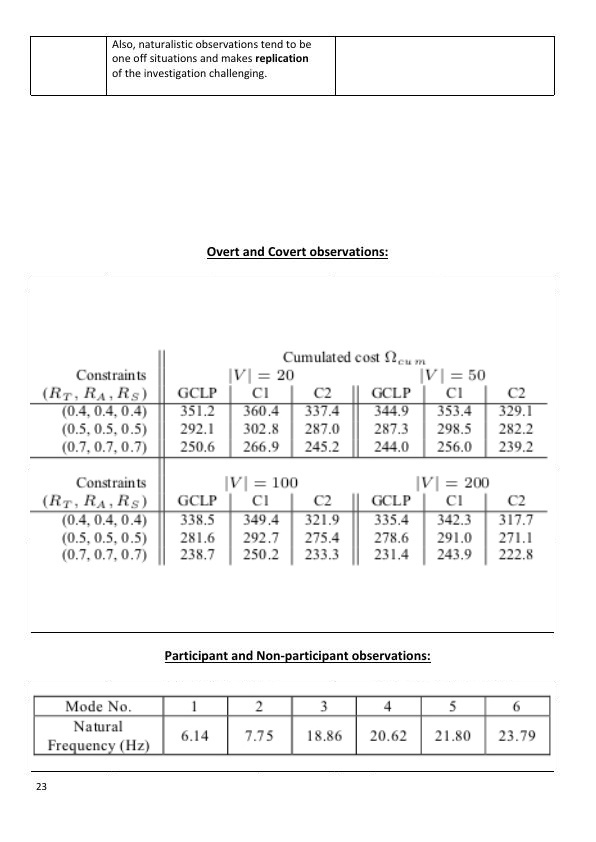 Also, naturalistic observations tend to be
one off situations and makes replication
of the investigation challenging.
Overt and Covert observations:
Cumulated cost Ω_cum
Constraints |V| = 20 |V| = 50
(R_T, R_A, R_S) GCLP C1 C2 GCLP C1 C2
(0.4, 0.4, 0.4) 351.2 360.4 337.4 344.9 353.4 329.1
(0.5, 0.5, 0.5) 292.1 302.8 287.0 287.3 298.5 282.2
(0.7, 0.7, 0.7) 250.6 266.9 245.2 244.0 256.0 239.2
Constraints |V| = 100 |V| = 200
(R_T, R_A, R_S) GCLP C1 C2 GCLP C1 C2
(0.4, 0.4, 0.4) 338.5 349.4 321.9 335.4 342.3 317.7
(0.5, 0.5, 0.5) 281.6 292.7 275.4 278.6 291.0 271.1
(0.7, 0.7, 0.7) 238.7 250.2 233.3 231.4 243.9 222.8
Participant and Non-participant observations:
Mode No. 1 2 3 4 5 6
Natural
Frequency (Hz) 6.14 7.75 18.86 20.62 21.80 23.79
23